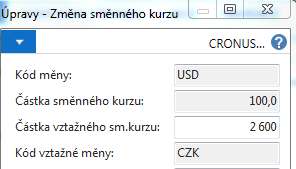 Úpravy - Změna směnného kurzu
CRONUS... ?
Kód měny: USD
Částka směnného kurzu: 100,0
Částka vztažného sm.kurzu: 2 600
Kód vztažné měny: CZK